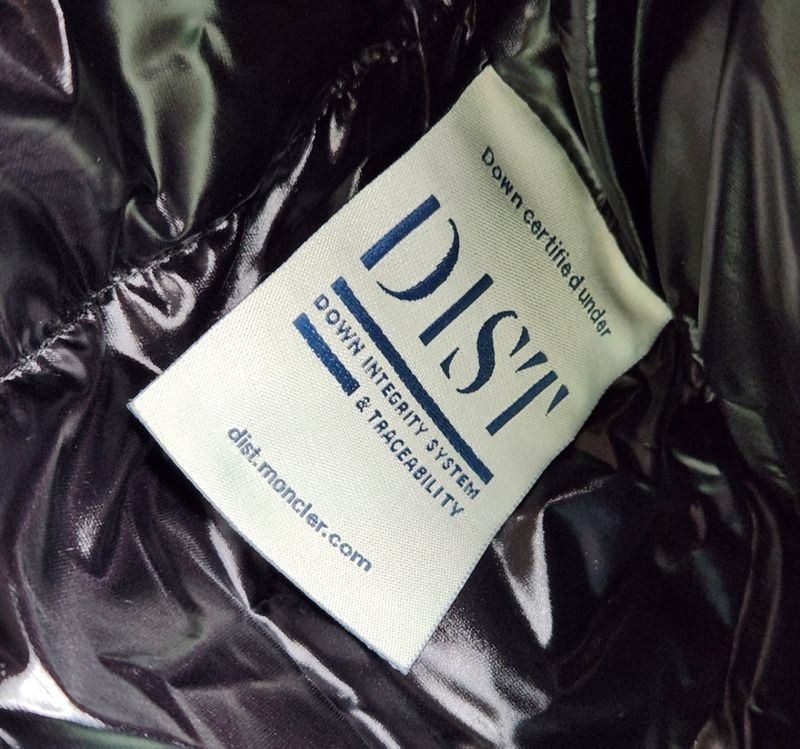 Down certified under
DIST
DOWN INTEGRITY SYSTEM
& TRACEABILITY
dist.moncler.com